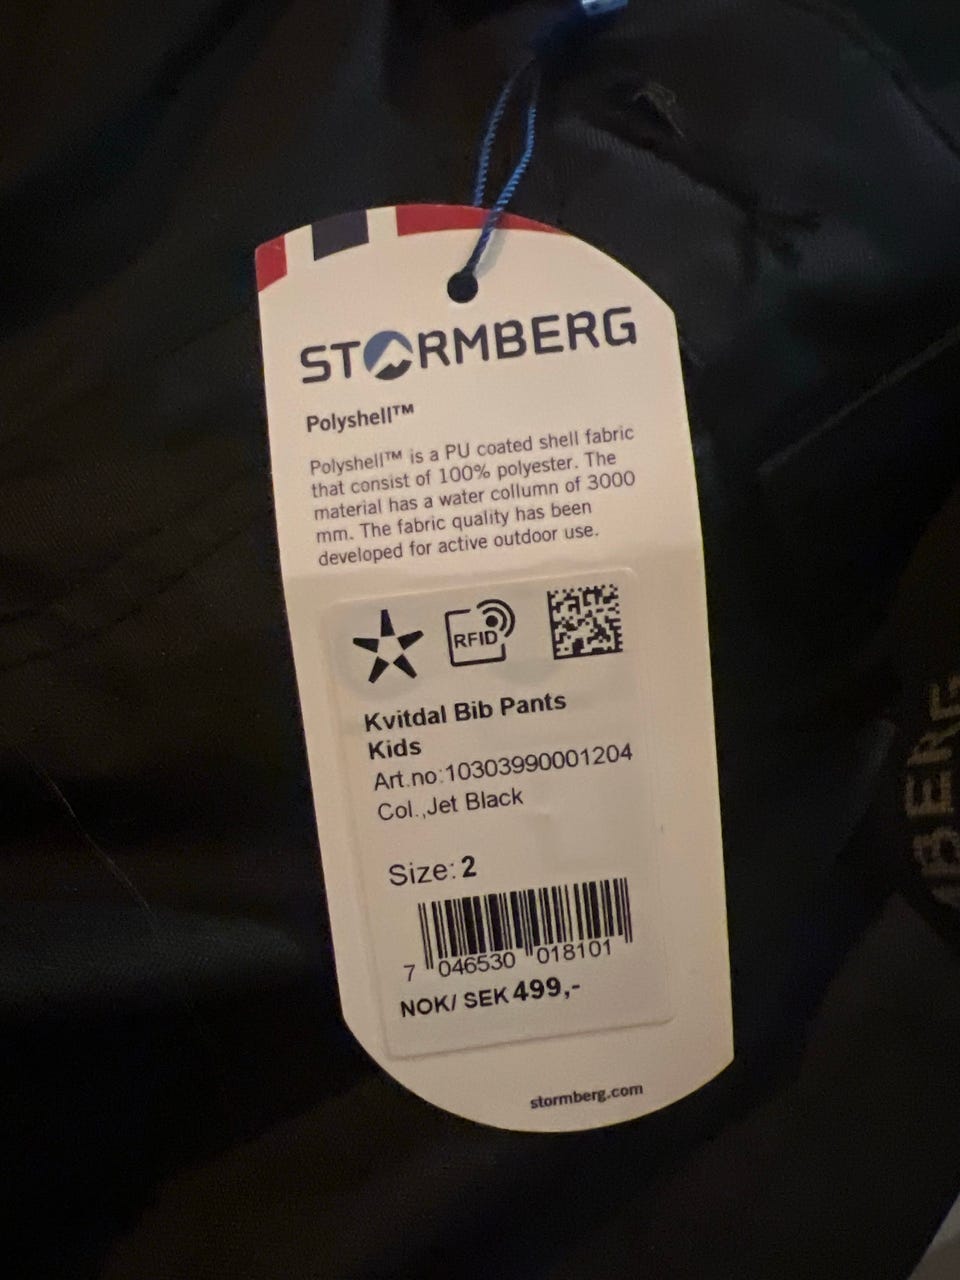 STORMBERG
Polyshell™
Polyshell™ is a PU coated shell fabric
that consist of 100% polyester. The
material has a water collumn of 3000
mm. The fabric quality has been
developed for active outdoor use.
RFID
Kvitdal Bib Pants
Kids
Art.no:10303990001204
Col.,Jet Black
Size: 2
7 046530 018101
NOK/ SEK 499,-
stormberg.com
BERG